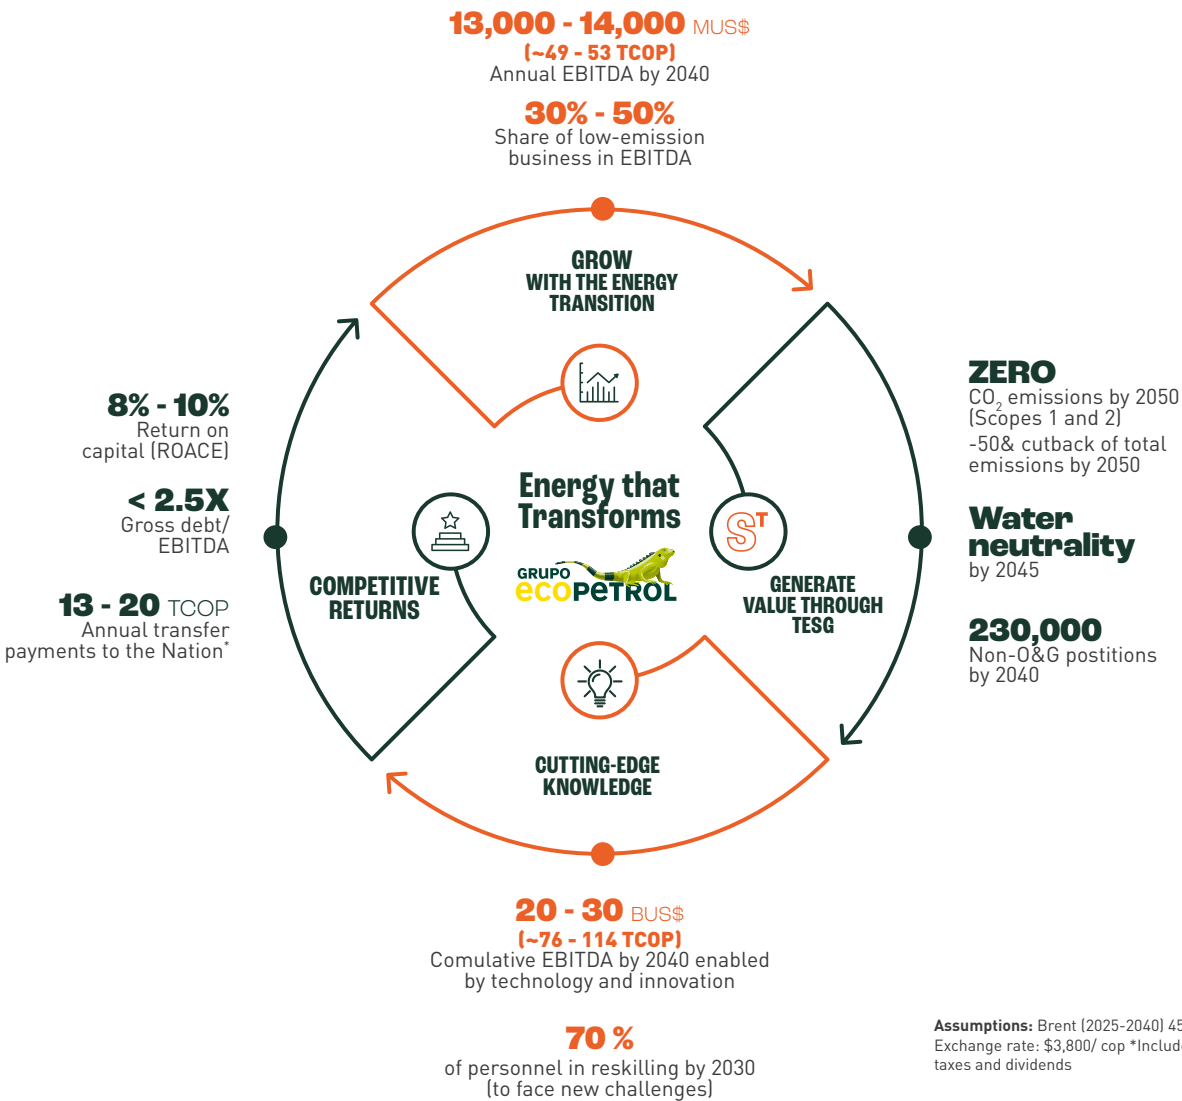 13,000 - 14,000 MUS$
(~49 - 53 TCOP)
Annual EBITDA by 2040
30% - 50%
Share of low-emission
business in EBITDA
GROW
WITH THE ENERGY
TRANSITION
8% - 10%
Return on
capital (ROACE)
< 2.5X
Gross debt/
EBITDA
13 - 20 TCOP
Annual transfer
payments to the Nation*
COMPETITIVE
RETURNS
Energy that
Transforms
GRUPO
ecopetrol
ST
GENERATE
VALUE THROUGH
TESG
ZERO
CO2 emissions by 2050
(Scopes 1 and 2)
-50& cutback of total
emissions by 2050
Water
neutrality
by 2045
230,000
Non-O&G postitions
by 2040
CUTTING-EDGE
KNOWLEDGE
20 - 30 BUS$
(~76 - 114 TCOP)
Comulative EBITDA by 2040 enabled
by technology and innovation
70 %
of personnel in reskilling by 2030
(to face new challenges)
Assumptions: Brent (2025-2040) 45
Exchange rate: $3,800/ cop *Include
taxes and dividends